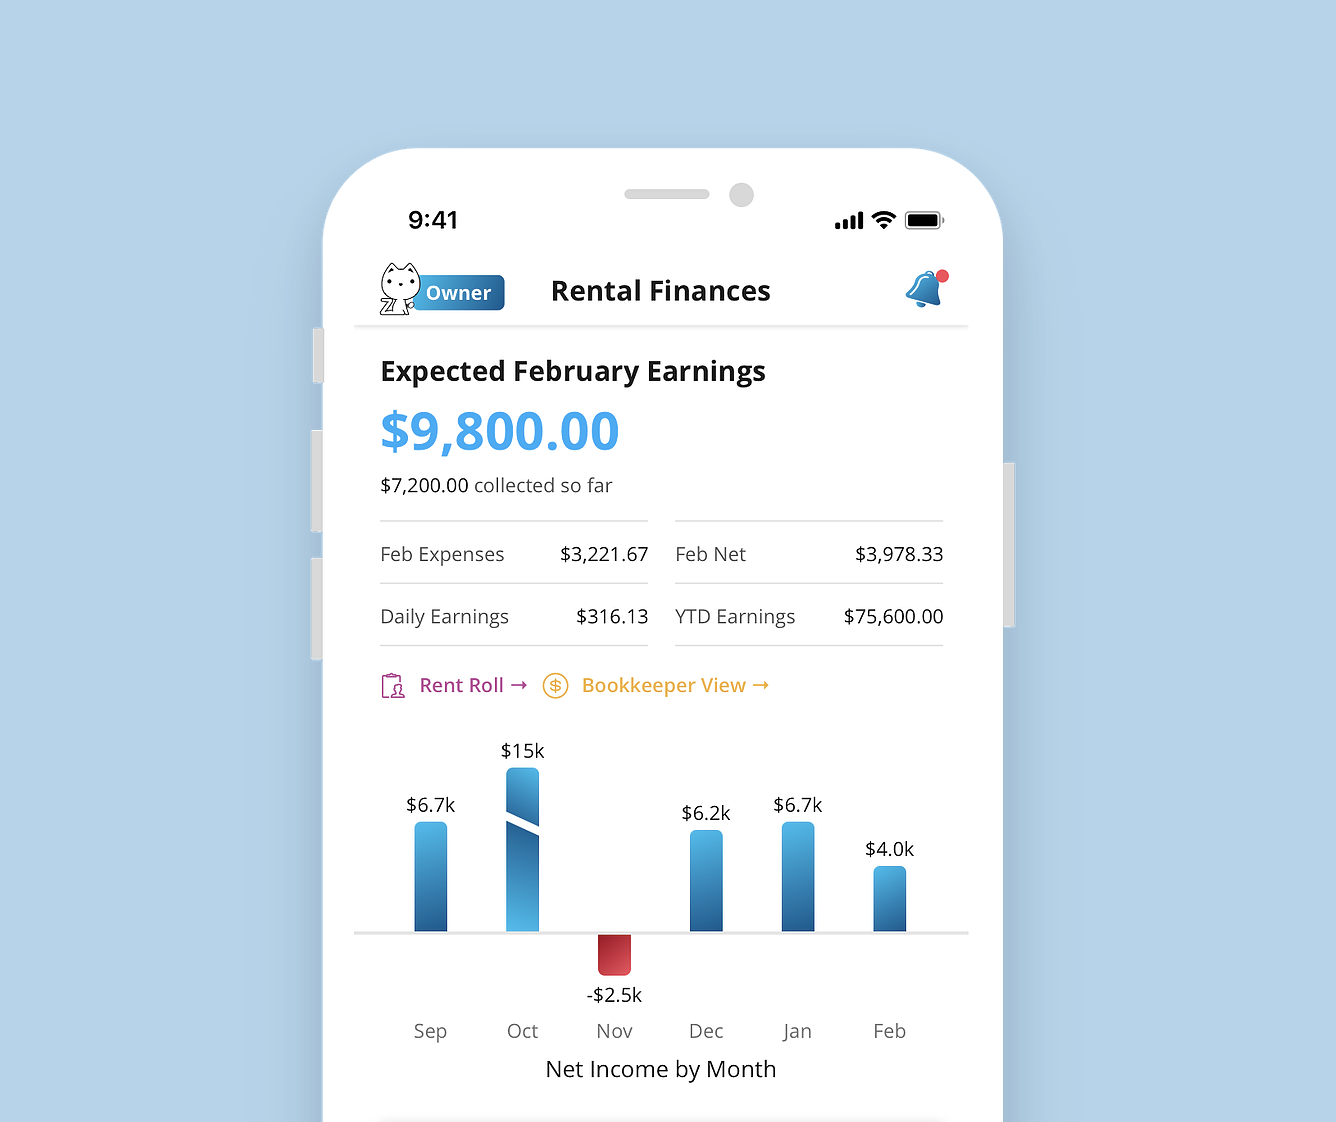 9:41
Owner
Rental Finances
Expected February Earnings
$9,800.00
$7,200.00 collected so far
Feb Expenses $3,221.67
Feb Net $3,978.33
Daily Earnings $316.13
YTD Earnings $75,600.00
Rent Roll →
Bookkeeper View →
$15k
$6.7k
$6.2k
$6.7k
$4.0k
-$2.5k
Sep Oct Nov Dec Jan Feb
Net Income by Month